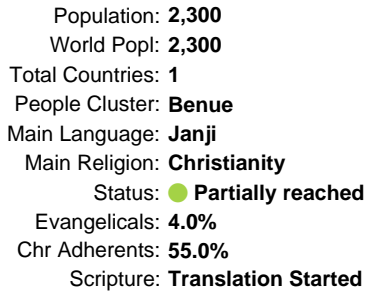 Population: 2,300
World Popl: 2,300
Total Countries: 1
People Cluster: Benue
Main Language: Janji
Main Religion: Christianity
Status: Partially reached
Evangelicals: 4.0%
Chr Adherents: 55.0%
Scripture: Translation Started